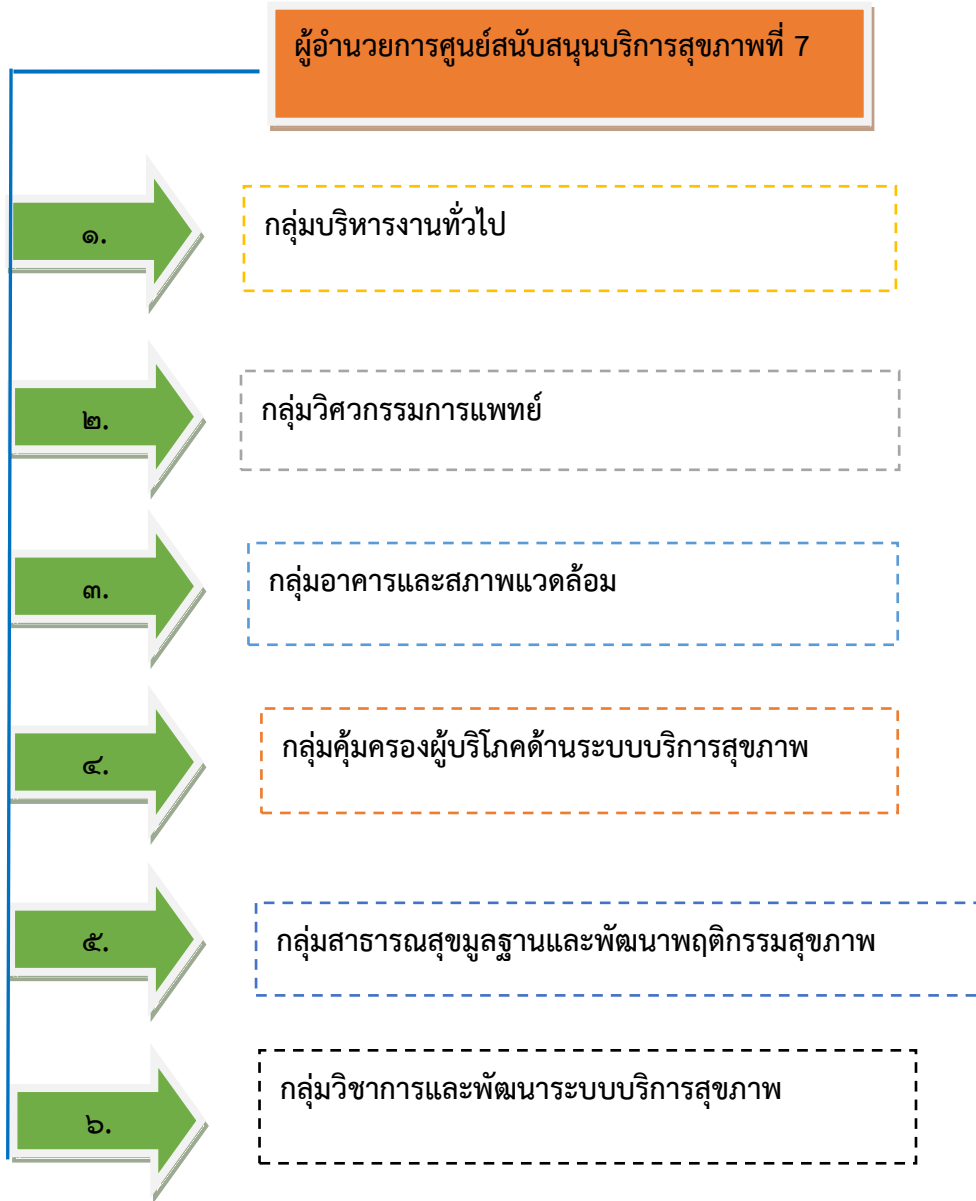 ผู้อำนวยการศูนย์สนับสนุนบริการสุขภาพที่ 7
๑.
กลุ่มบริหารงานทั่วไป
๒.
กลุ่มวิศวกรรมการแพทย์
๓.
กลุ่มอาคารและสภาพแวดล้อม
๔.
กลุ่มคุ้มครองผู้บริโภคด้านระบบบริการสุขภาพ
๕.
กลุ่มสาธารณสุขมูลฐานและพัฒนาพฤติกรรมสุขภาพ
๖.
กลุ่มวิชาการและพัฒนาระบบบริการสุขภาพ